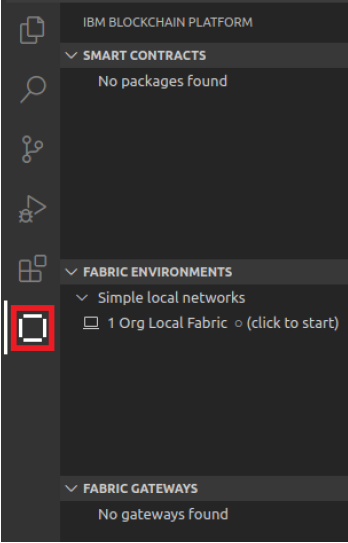 IBM BLOCKCHAIN PLATFORM
SMART CONTRACTS
No packages found
FABRIC ENVIRONMENTS
Simple local networks
1 Org Local Fabric ○ (click to start)
FABRIC GATEWAYS
No gateways found